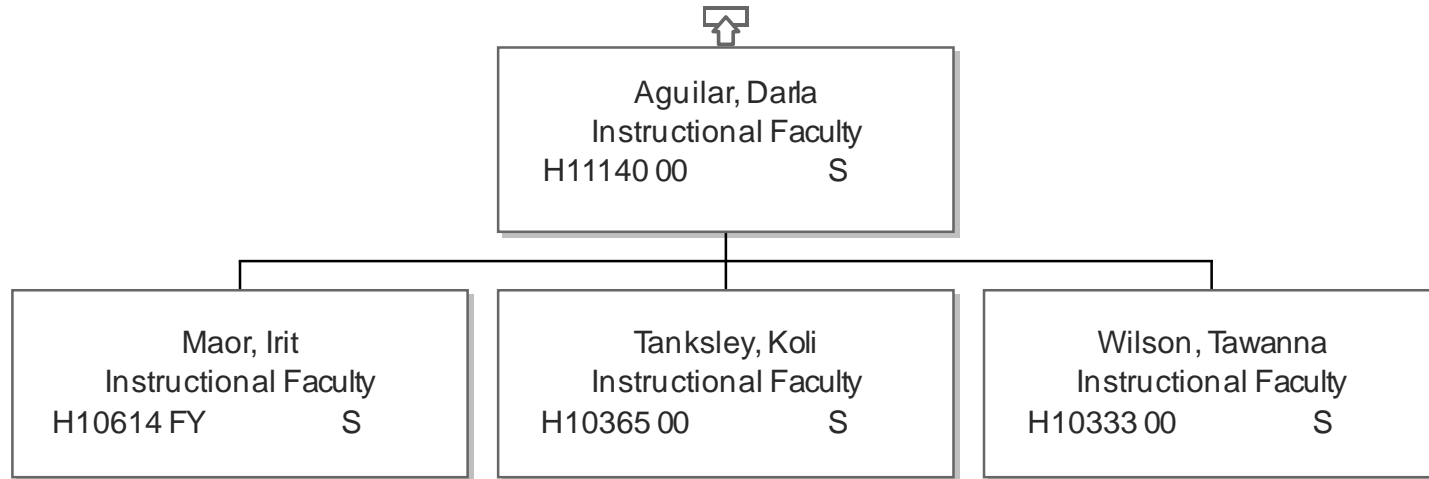 Aguilar, Darla
Instructional Faculty
H11140 00 S
Maor, Irit
Instructional Faculty
H10614 FY S
Tanksley, Koli
Instructional Faculty
H10365 00 S
Wilson, Tawanna
Instructional Faculty
H10333 00 S